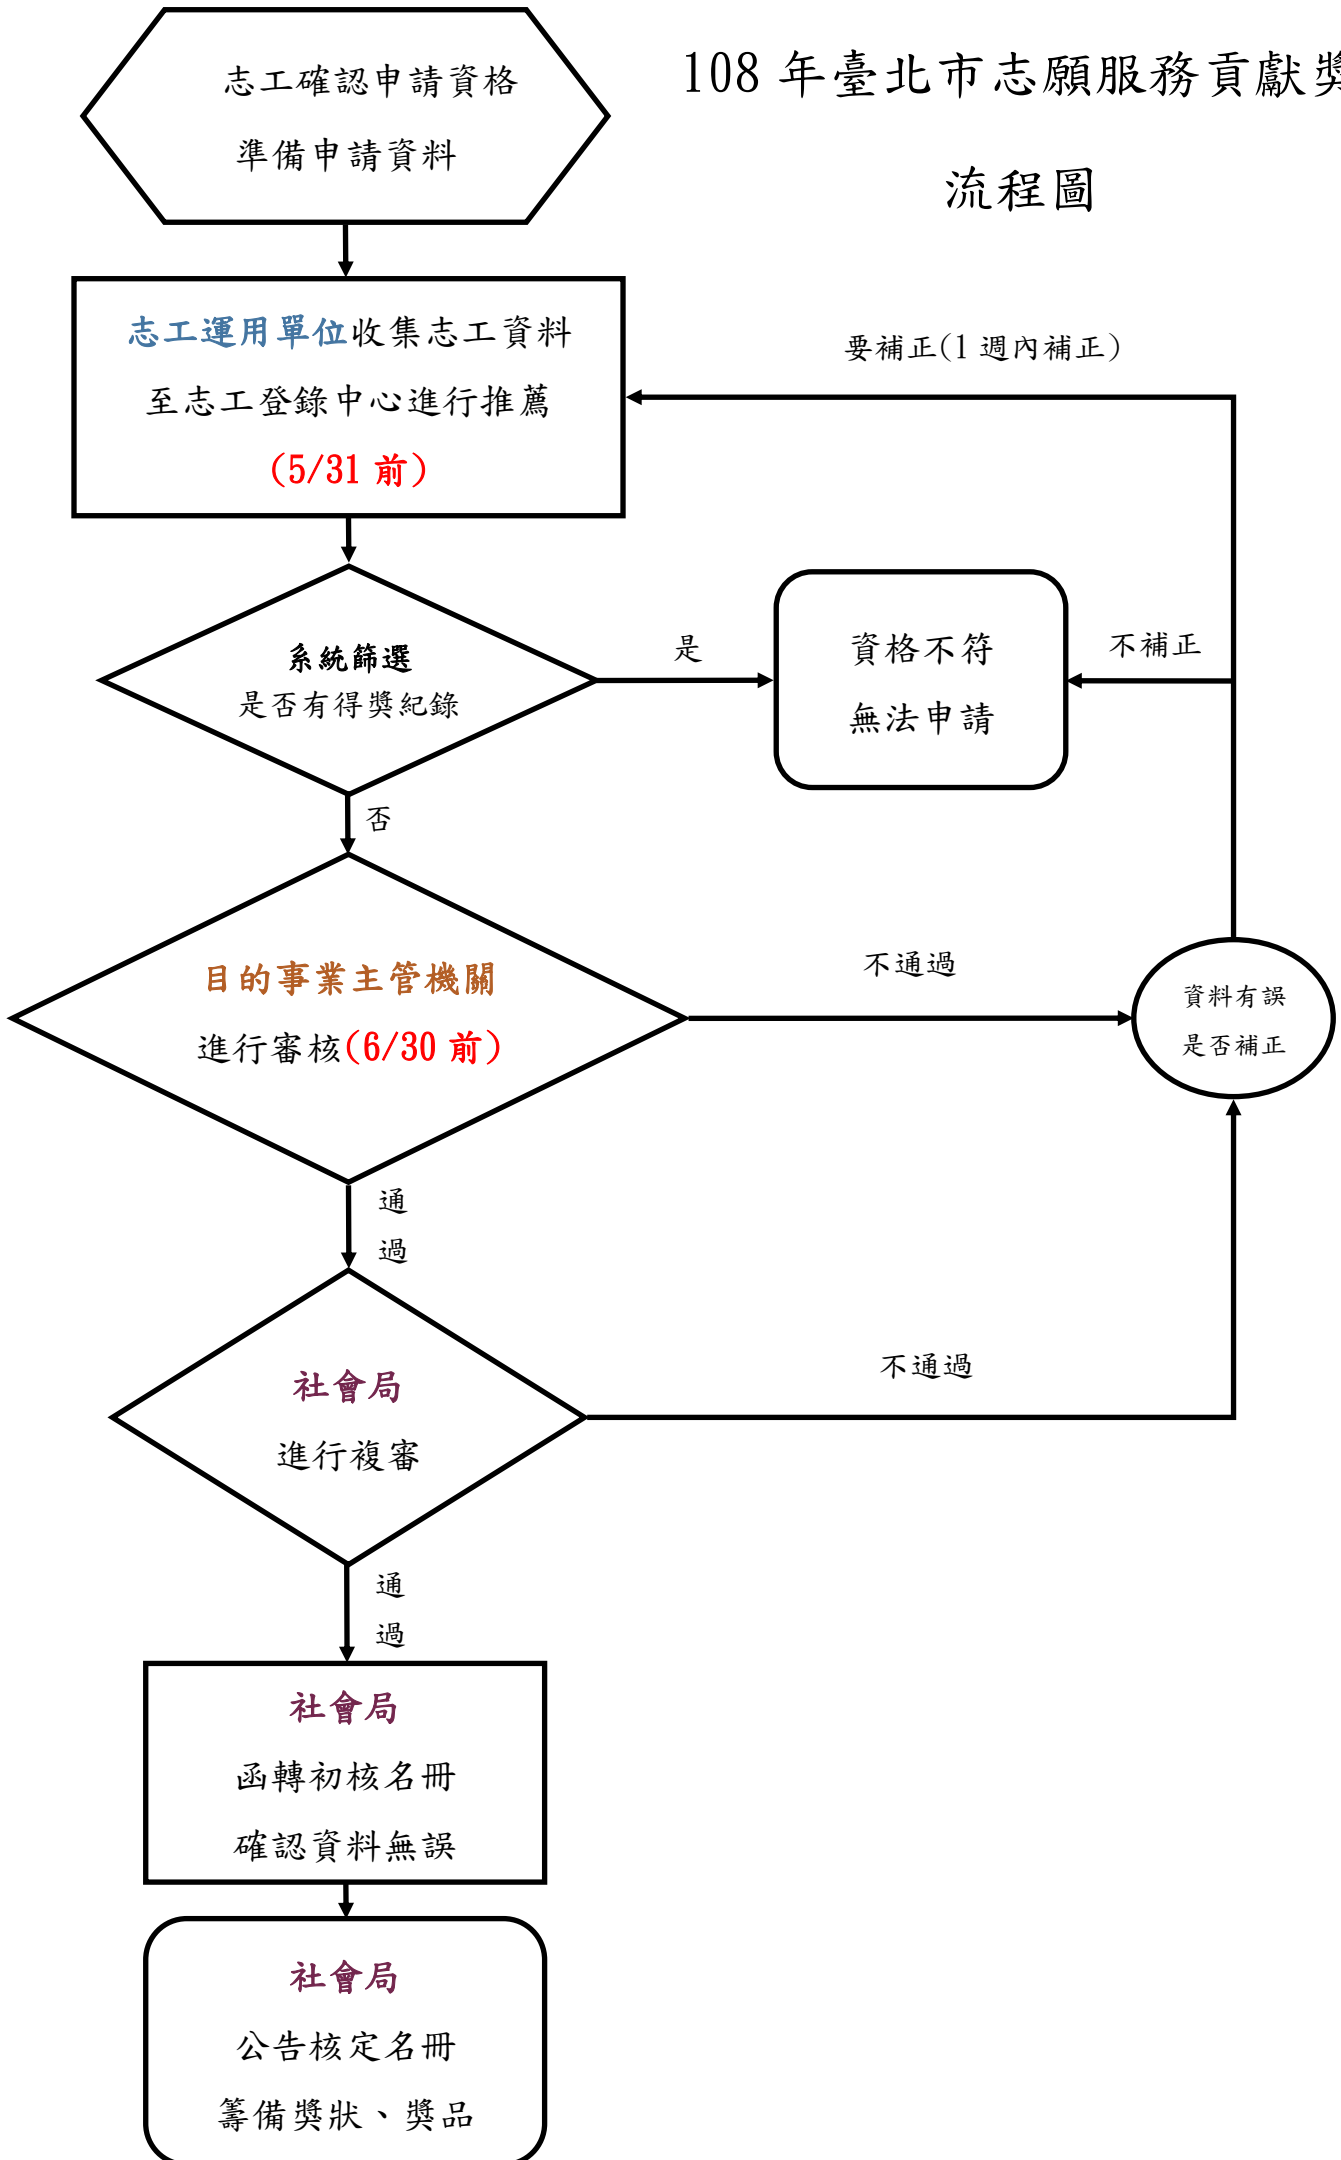 108 年臺北市志願服務貢獻獎
流程圖
志工確認申請資格
準備申請資料
志工運用單位收集志工資料
至志工登錄中心進行推薦
(5/31 前)
要補正(1 週內補正)
系統篩選
是否有得獎紀錄
是
資格不符
無法申請
不補正
否
目的事業主管機關
進行審核(6/30 前)
不通過
資料有誤
是否補正
通
過
社會局
進行複審
不通過
通
過
社會局
函轉初核名冊
確認資料無誤
社會局
公告核定名冊
籌備獎狀、獎品